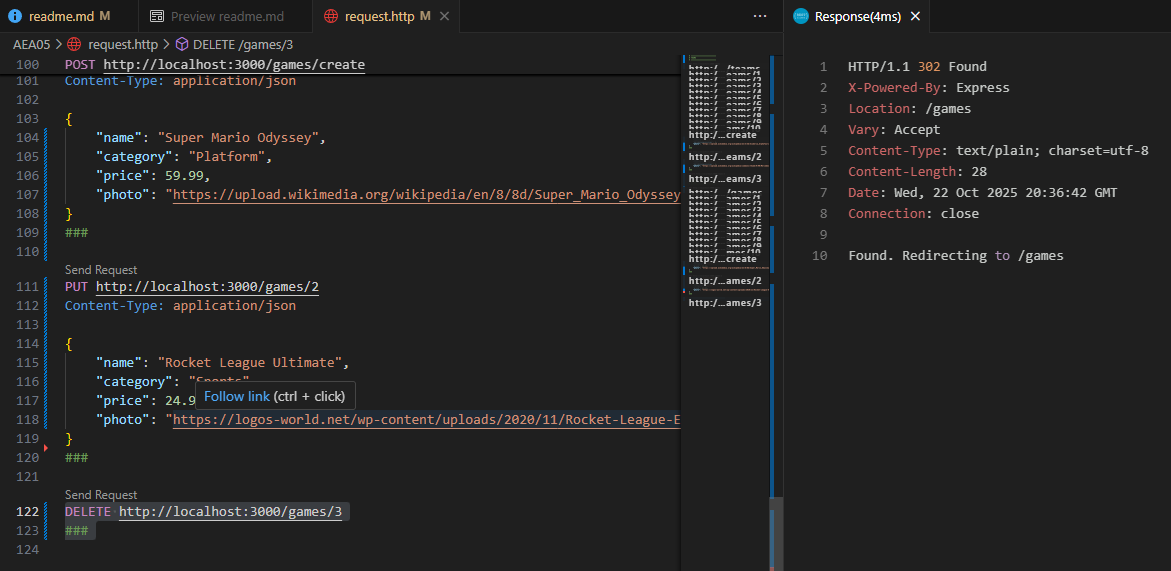 readme.md M
Preview readme.md
request.http M
Response(4ms)
AEA05 > request.http > DELETE /games/3
100 POST http://localhost:3000/games/create
101 Content-Type: application/json
102
103 {
104 "name": "Super Mario Odyssey",
105 "category": "Platform",
106 "price": 59.99,
107 "photo": "https://upload.wikimedia.org/wikipedia/en/8/8d/Super_Mario_Odyssey
108 }
109 ###
110
Send Request
111 PUT http://localhost:3000/games/2
112 Content-Type: application/json
113
114 {
115 "name": "Rocket League Ultimate",
116 "category": "Sports"
117 "price": 24.9
Follow link (ctrl + click)
118 "photo": "https://logos-world.net/wp-content/uploads/2020/11/Rocket-League-E
119 }
120 ###
121
Send Request
122 DELETE http://localhost:3000/games/3
123 ###
124
http:/...create
http:/...eams/2
http:/...eams/3
http:/...create
http:/...ames/2
http:/...ames/3
1 HTTP/1.1 302 Found
2 X-Powered-By: Express
3 Location: /games
4 Vary: Accept
5 Content-Type: text/plain; charset=utf-8
6 Content-Length: 28
7 Date: Wed, 22 Oct 2025 20:36:42 GMT
8 Connection: close
9
10 Found. Redirecting to /games